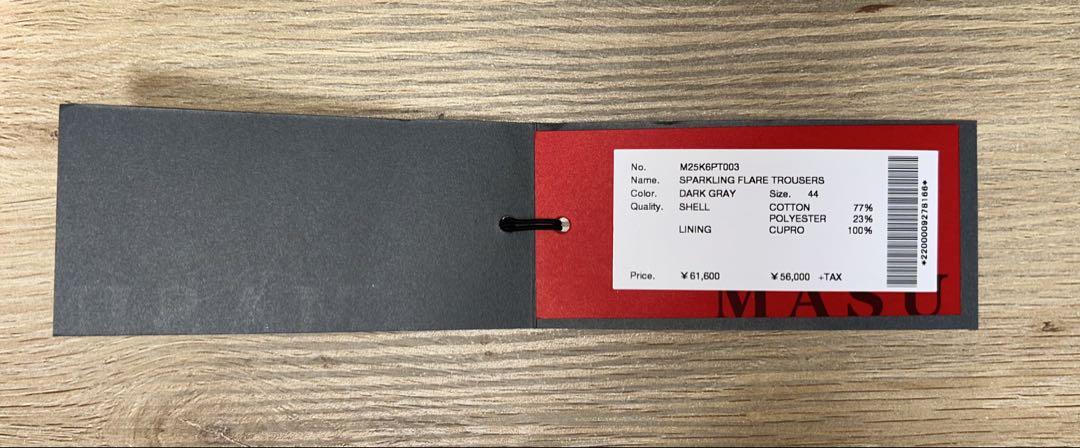 No. M25K6PT003
Name. SPARKLING FLARE TROUSERS
Color. DARK GRAY Size. 44
Quality. SHELL COTTON 77%
POLYESTER 23%
LINING CUPRO 100%
Price. ¥61,600 ¥56,000 +TAX
*2200009278166*
MASU